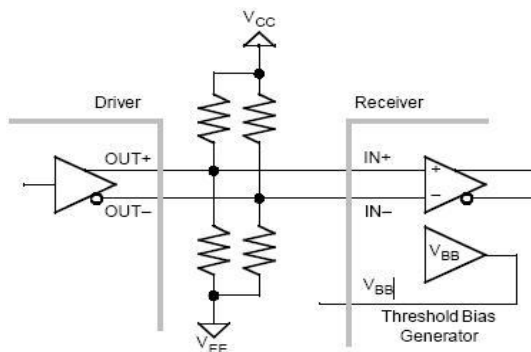 VCC
Driver
Receiver
OUT+
IN+
+
OUT–
–
IN–
VBB
VBB
Threshold Bias
Generator
VEE